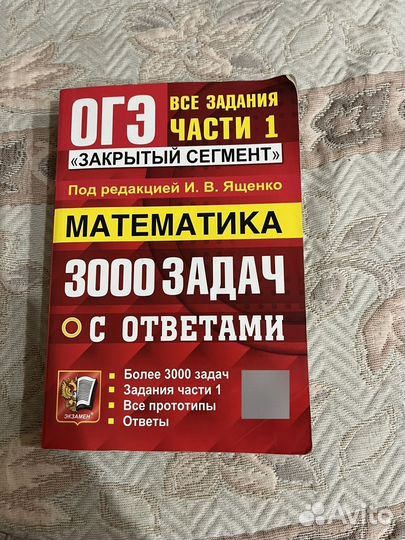 ОГЭ
ВСЕ ЗАДАНИЯ
ЧАСТИ 1
«ЗАКРЫТЫЙ СЕГМЕНТ»
Под редакцией И. В. Ященко
МАТЕМАТИКА
3000 ЗАДАЧ
С ОТВЕТАМИ
Более 3000 задач
Задания части 1
Все прототипы
Ответы
ЭКЗАМЕН
Avito